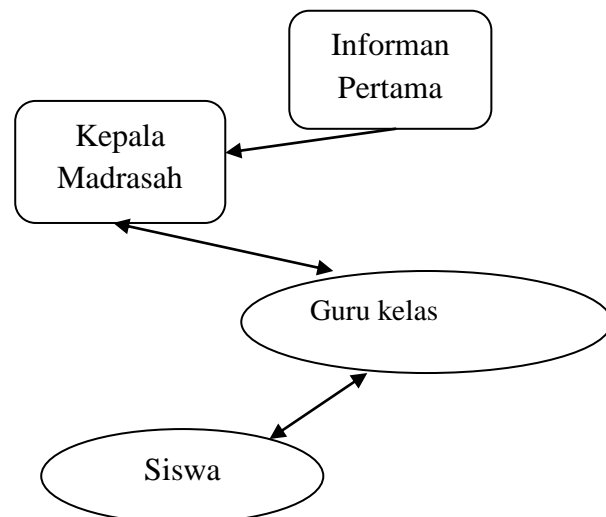 Informan
Pertama
Kepala
Madrasah
Guru kelas
Siswa